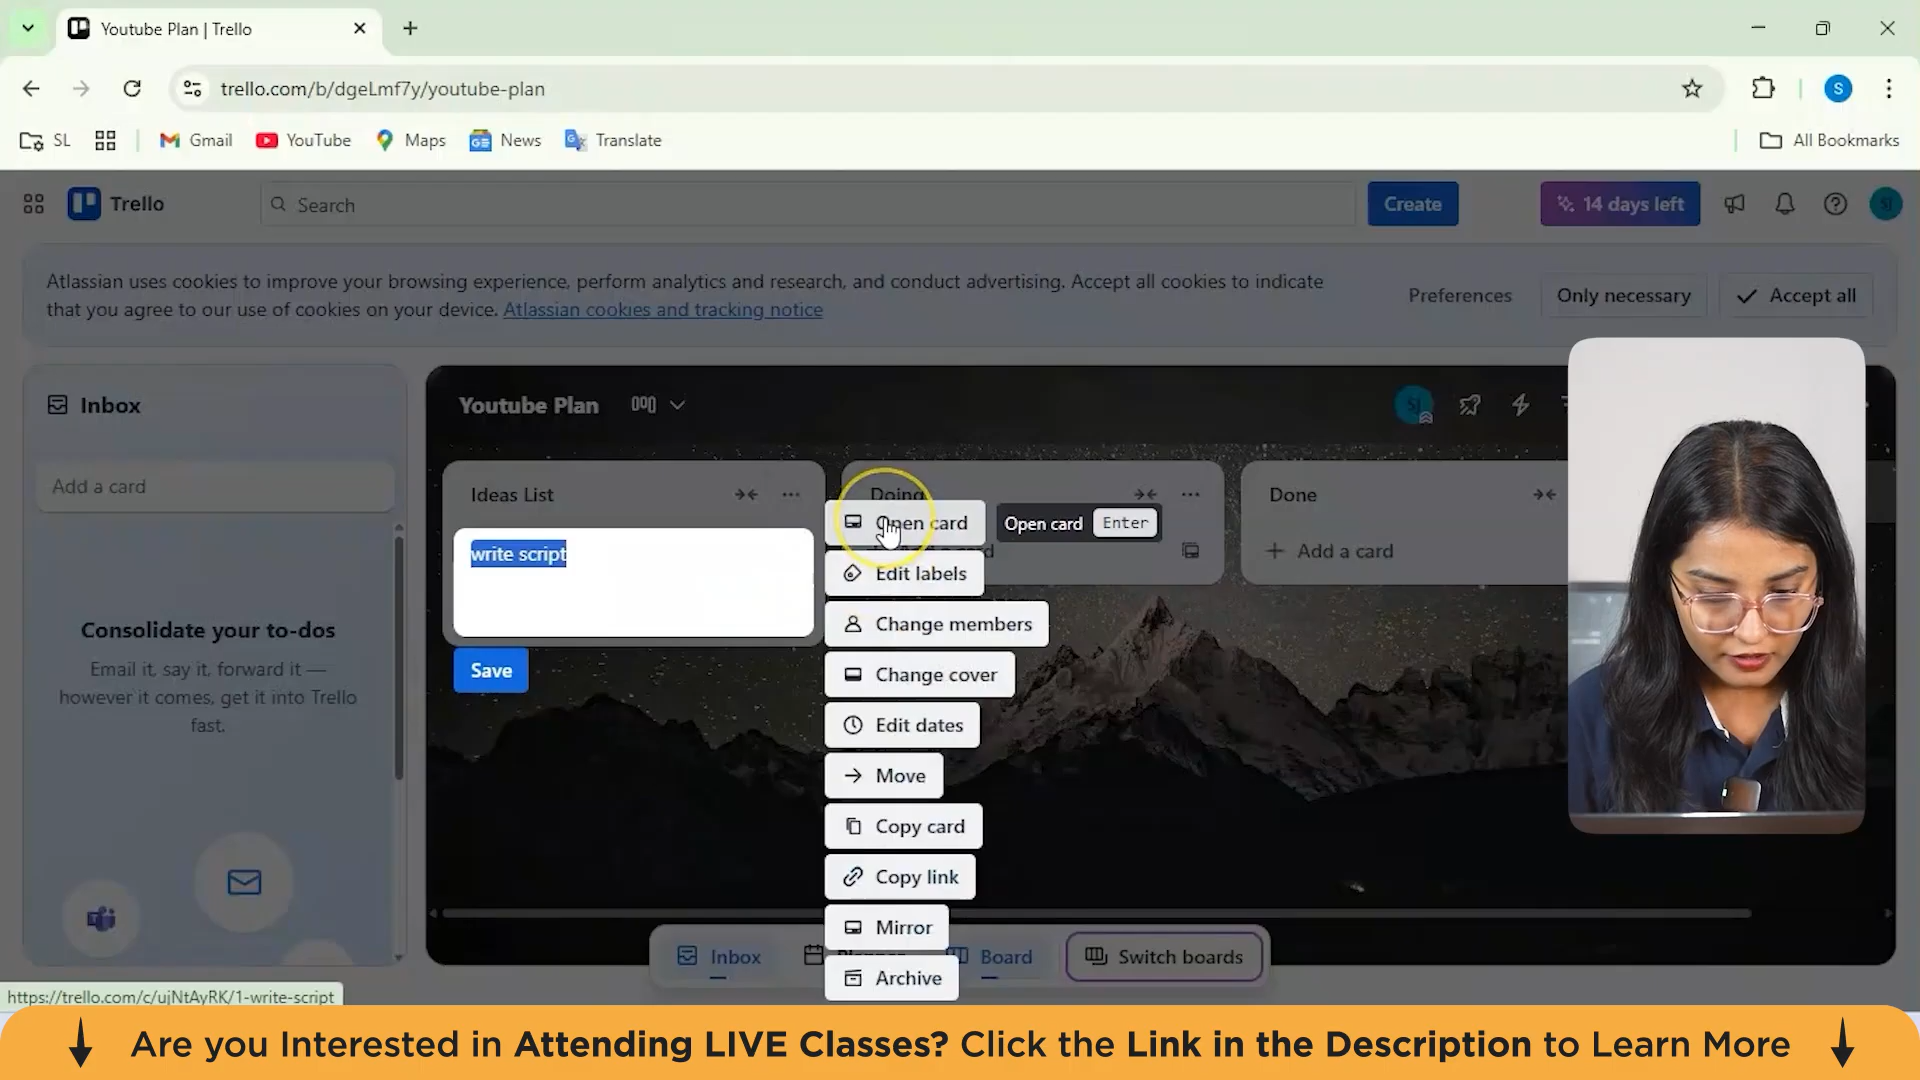 Youtube Plan | Trello
trello.com/b/dgeLmf7y/youtube-plan
S
SL
Gmail
YouTube
Maps
News
Translate
All Bookmarks
Trello
Search
Create
14 days left
Atlassian uses cookies to improve your browsing experience, perform analytics and research, and conduct advertising. Accept all cookies to indicate
that you agree to our use of cookies on your device. Atlassian cookies and tracking notice
Preferences
Only necessary
Accept all
Inbox
Add a card
Consolidate your to-dos
Email it, say it, forward it —
however it comes, get it into Trello
fast.
Youtube Plan
Ideas List
Doing
Done
write script
Save
Open card
Open card Enter
Add a card
Edit labels
Change members
Change cover
Edit dates
Move
Copy card
Copy link
Mirror
Archive
Inbox
Board
Switch boards
https://trello.com/c/ujNtAyRK/1-write-script
Are you Interested in Attending LIVE Classes? Click the Link in the Description to Learn More